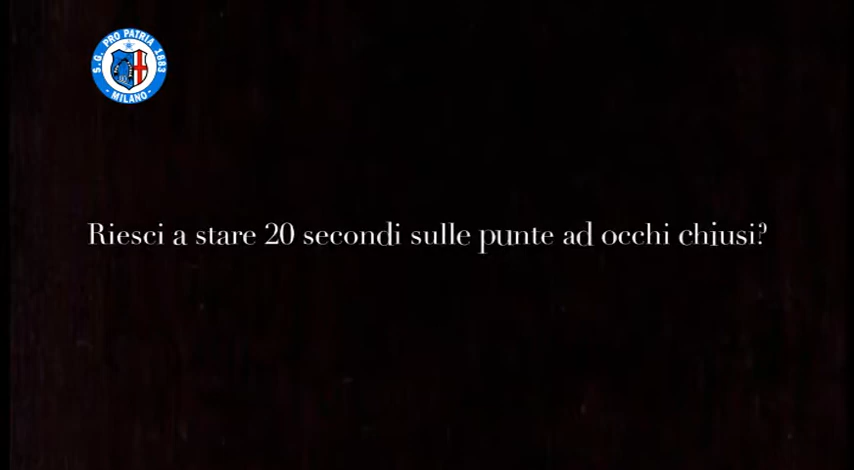 S.G. PRO PATRIA 1883
- MILANO -
Riesci a stare 20 secondi sulle punte ad occhi chiusi?